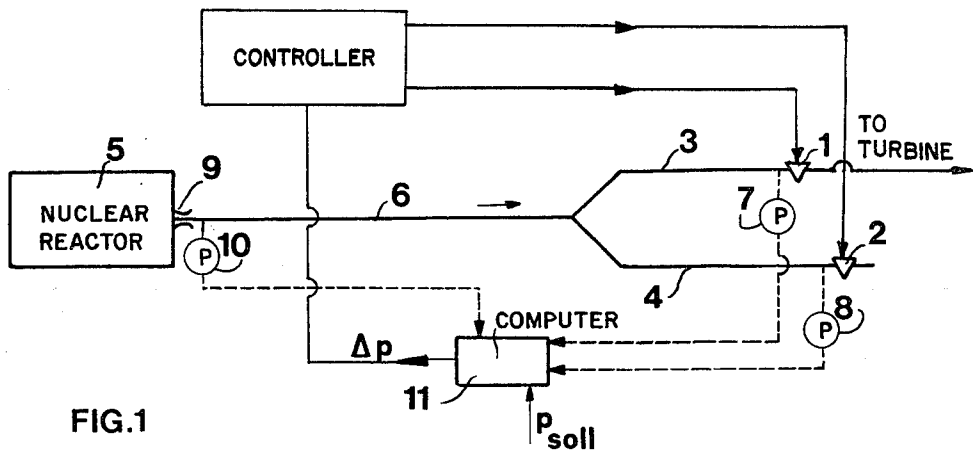 CONTROLLER
TO
TURBINE
1
3
5
9
NUCLEAR
REACTOR
6
10
P
7
P
2
4
8
P
COMPUTER
Δp
11
p soll
FIG.1